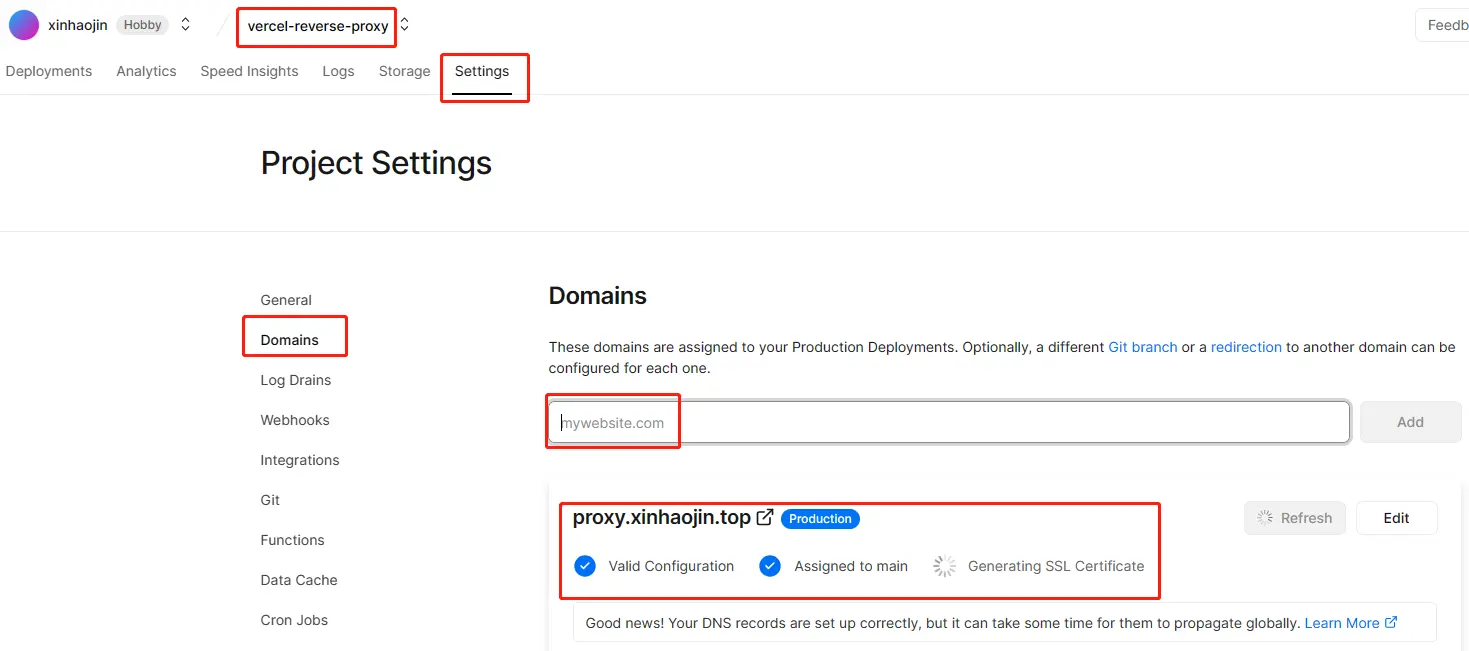 xinhaojin Hobby vercel-reverse-proxy Feedb
Deployments Analytics Speed Insights Logs Storage Settings
Project Settings
General
Domains
Log Drains
Webhooks
Integrations
Git
Functions
Data Cache
Cron Jobs
Domains
These domains are assigned to your Production Deployments. Optionally, a different Git branch or a redirection to another domain can be
configured for each one.
mywebsite.com Add
proxy.xinhaojin.top Production Refresh Edit
Valid Configuration Assigned to main Generating SSL Certificate
Good news! Your DNS records are set up correctly, but it can take some time for them to propagate globally. Learn More